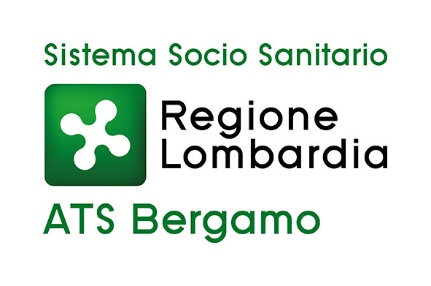 Sistema Socio Sanitario
Regione
Lombardia
ATS Bergamo